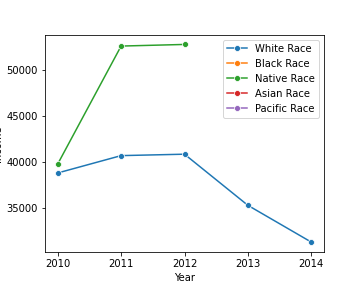 White Race
Black Race
Native Race
Asian Race
Pacific Race
50000
45000
40000
35000
2010 2011 2012 2013 2014
Year